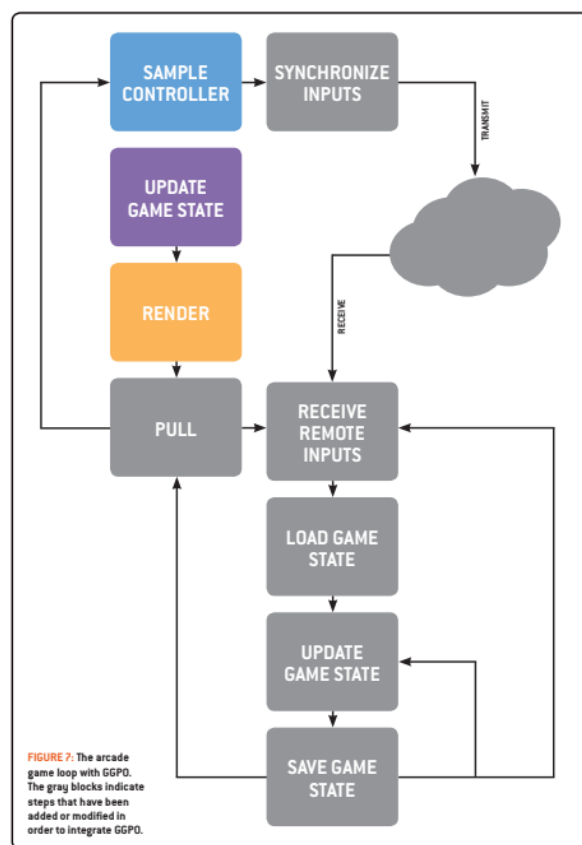 SAMPLE
CONTROLLER
SYNCHRONIZE
INPUTS
TRANSMIT
UPDATE
GAME STATE
RENDER
RECEIVE
PULL
RECEIVE
REMOTE
INPUTS
LOAD GAME
STATE
UPDATE
GAME STATE
SAVE GAME
STATE
FIGURE 7: The arcade
game loop with GGPO.
The gray blocks indicate
steps that have been
added or modified in
order to integrate GGPO.